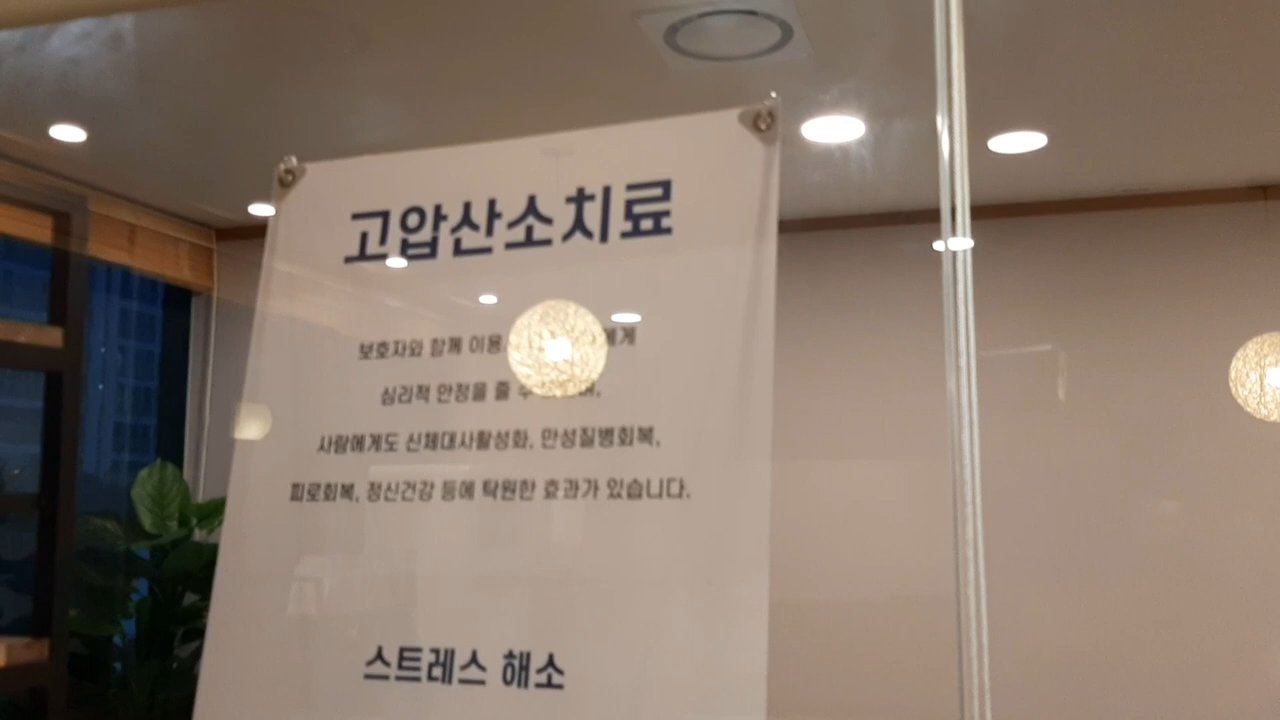 고압산소치료
보호자와 함께 이용
심리적 안정을 줄
사람에게도 신체대사활성화, 만성질병회복,
피로회복, 정신건강 등에 탁원한 효과가 있습니다.
스트레스 해소